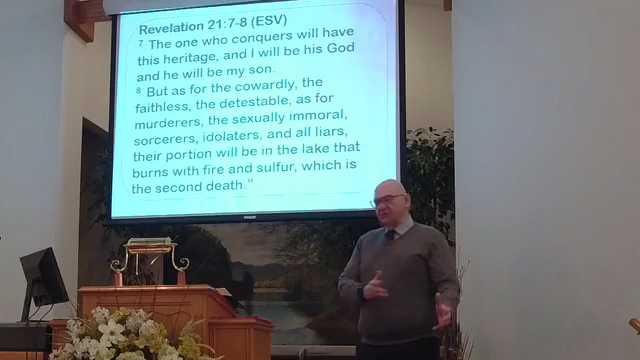 Revelation 21:7-8 (ESV)
7 The one who conquers will have
this heritage, and I will be his God
and he will be my son.
8 But as for the cowardly, the
faithless, the detestable, as for
murderers, the sexually immoral,
sorcerers, idolaters, and all liars,
their portion will be in the lake that
burns with fire and sulfur, which is
the second death.”